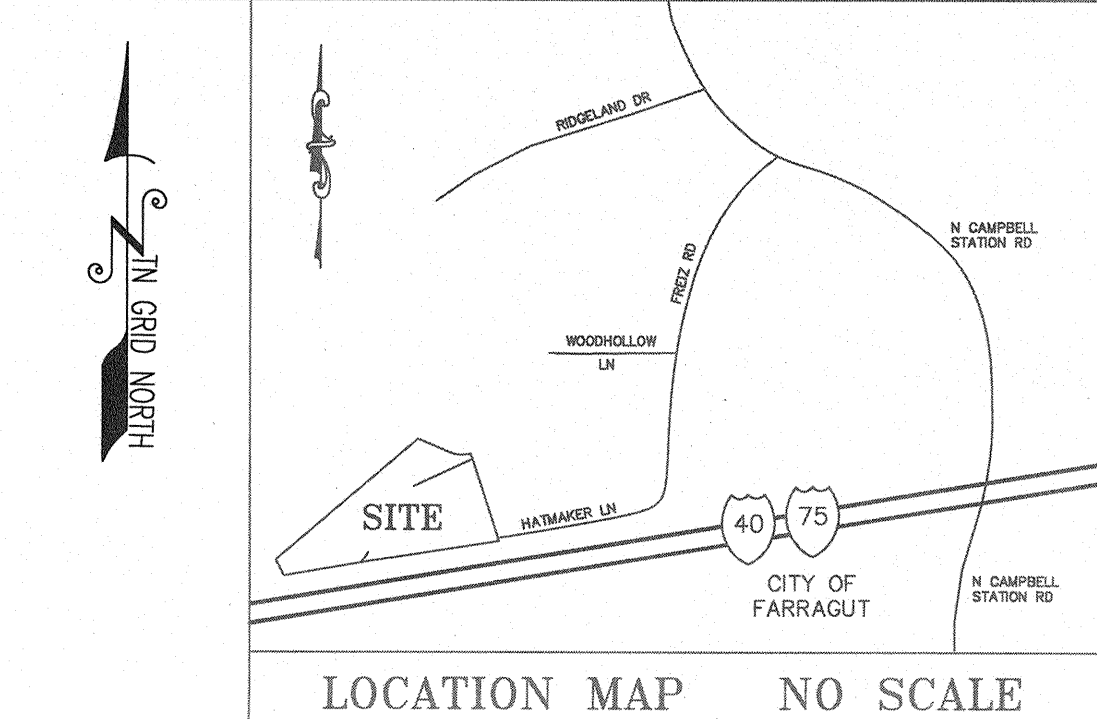 TN GRID NORTH
RIDGELAND DR
N CAMPBELL
STATION RD
FREIZ RD
WOODHOLLOW
LN
SITE
HATMAKER LN
40
75
CITY OF
FARRAGUT
N CAMPBELL
STATION RD
LOCATION MAP NO SCALE